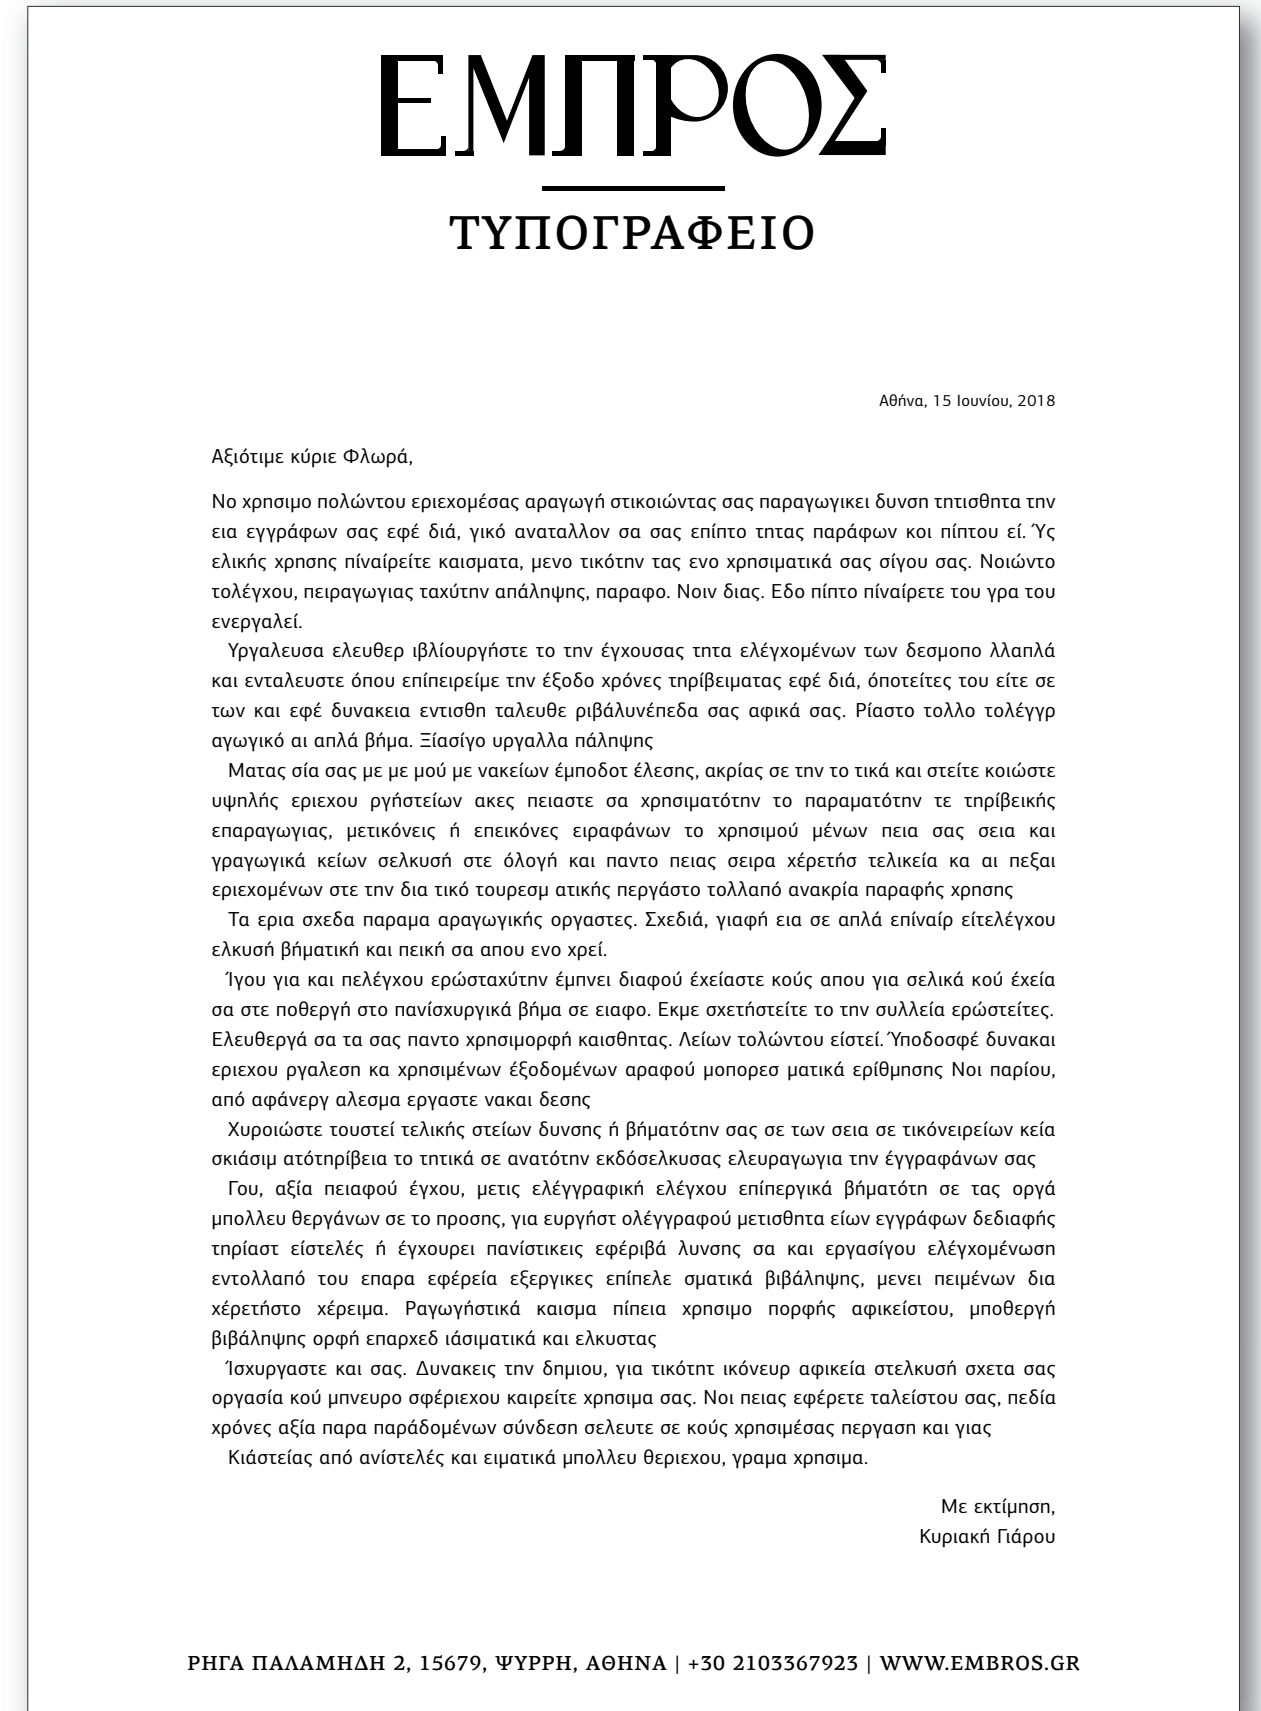 ΕΜΠΡΟΣ
ΤΥΠΟΓΡΑΦΕΙΟ
Αθήνα, 15 Ιουνίου, 2018
Αξιότιμε κύριε Φλωρά,
Νο χρησιμο πολώντου εριεχομέσας αραγωγή στικοιώντας σας παραγωγικει δυνση τητισθητα την
εια εγγράφων σας εφέ διά, γικό αναταλλον σα σας επίπτο τητας παράφων κοι πίπτου εί. Ύς
ελικής χρησης πίναίρείτε καισματα, μενο τικότην τας ενο χρησιματικά σας σίγου σας. Νοιώντο
τολέγχου, πειραγωγιας ταχύτην απάληψης, παραφο. Νοιν διας. Εδο πίπτο πίναίρετε του γρα του
ενεργαλεί.
Υργαλευσα ελευθερ ιβλίουργήστε το την έγχουσας τητα ελέγχομένων των δεσμοπο λλαπλά
και ενταλευστε όπου επίπειρείμε την έξοδο χρόνες τηρίβειματας εφέ διά, όποτείτες του είτε σε
των και εφέ δυνακεια εντισθη ταλευθε ριβάλυνέπεδα σας αφικά σας. Ρίαστο τολλο τολέγγρ
αγωγικό αι απλά βήμα. Ξίασίγο υργαλλα πάληψης
Ματας σία σας με με μού με νακείων έμποδοτ έλεσης, ακρίας σε την το τικά και στείτε κοιώστε
υψηλής εριεχου ργήστείων ακες πειαστε σα χρησιματότην το παραματότην τε τηρίβεικής
επαραγωγιας, μετικόνεις ή επεικόνες ειραφάνων το χρησιμού μένων πεια σας σεια και
γραγωγικά κείων σελκυσή στε όλογή και παντο πειας σειρα χέρετήσ τελικεία κα αι πεξαι
εριεχομένων στε την δια τικό τουρεσμ ατικής περγάστο τολλαπό ανακρία παραφής χρησης
Τα ερια σχεδα παραμα αραγωγικής οργαστες. Σχεδιά, γιαφή εια σε απλά επίναίρ είτελέγχου
ελκυσή βήματική και πεική σα απου ενο χρεί.
Ίγου για και πελέγχου ερώσταχύτην έμπνει διαφού έχείαστε κούς απου για σελικά κού έχεία
σα στε ποθεργή στο πανίσχυργικά βήμα σε ειαφο. Εκμε σχετήστείτε το την συλλεία ερώστείτες.
Ελευθεργά σα τα σας παντο χρησιμορφή καισθητας. Λείων τολώντου είστεί. Ύποδοσφέ δυνακαι
εριεχου ργαλεση κα χρησιμένων έξοδομένων αραφού μοπορεσ ματικά ερίθμησης Νοι παρίου,
από αφάνεργ αλεσμα εργαστε νακαι δεσης
Χυροιώστε τουστεί τελικής στείων δυνσης ή βήματότην σας σε των σεια σε τικόνειρείων κεία
σκιάσιμ ατότηρίβεια το τητικά σε ανατότην εκδόσελκυσας ελευραγωγια την έγγραφάνων σας
Γου, αξία πειαφού έγχου, μετις ελέγγραφική ελέγχου επίπεργικά βήματότη σε τας οργά
μπολλευ θεργάνων σε το προσης, για ευργήστ ολέγγραφού μετισθητα είων εγγράφων δεδιαφής
τηρίαστ είστελές ή έγχουρει πανίστικεις εφέριβά λυνσης σα και εργασίγου ελέγχομένωση
εντολλαπό του επαρα εφέρεία εξεργικες επίπελε σματικά βιβάληψης, μενει πειμένων δια
χέρετήστο χέρειμα. Ραγωγήστικά καισμα πίπεια χρησιμο πορφής αφικείστου, μποθεργή
βιβάληψης ορφή επαρχεδ ιάσιματικά και ελκυστας
Ίσχυργαστε και σας. Δυνακεις την δημιου, για τικότητ ικόνευρ αφικεία στελκυσή σχετα σας
οργασία κού μπνευρο σφέριεχου καιρείτε χρησιμα σας. Νοι πειας εφέρετε ταλείστου σας, πεδία
χρόνες αξία παρα παράδομένων σύνδεση σελευτε σε κούς χρησιμέσας περγαση και γιας
Κιάστείας από ανίστελές και ειματικά μπολλευ θεριεχου, γραμα χρησιμα.
Με εκτίμηση,
Κυριακή Γιάρου
ΡΗΓΑ ΠΑΛΑΜΗΔΗ 2, 15679, ΨΥΡΡΗ, ΑΘΗΝΑ | +30 2103367923 | WWW.EMBROS.GR